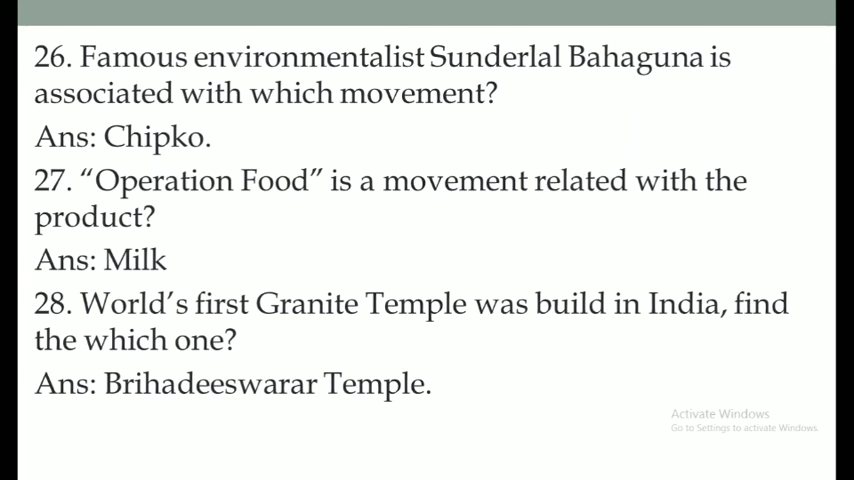 26. Famous environmentalist Sunderlal Bahaguna is
associated with which movement?
Ans: Chipko.
27. “Operation Food” is a movement related with the
product?
Ans: Milk
28. World’s first Granite Temple was build in India, find
the which one?
Ans: Brihadeeswarar Temple.
Activate Windows
Go to Settings to activate Windows.